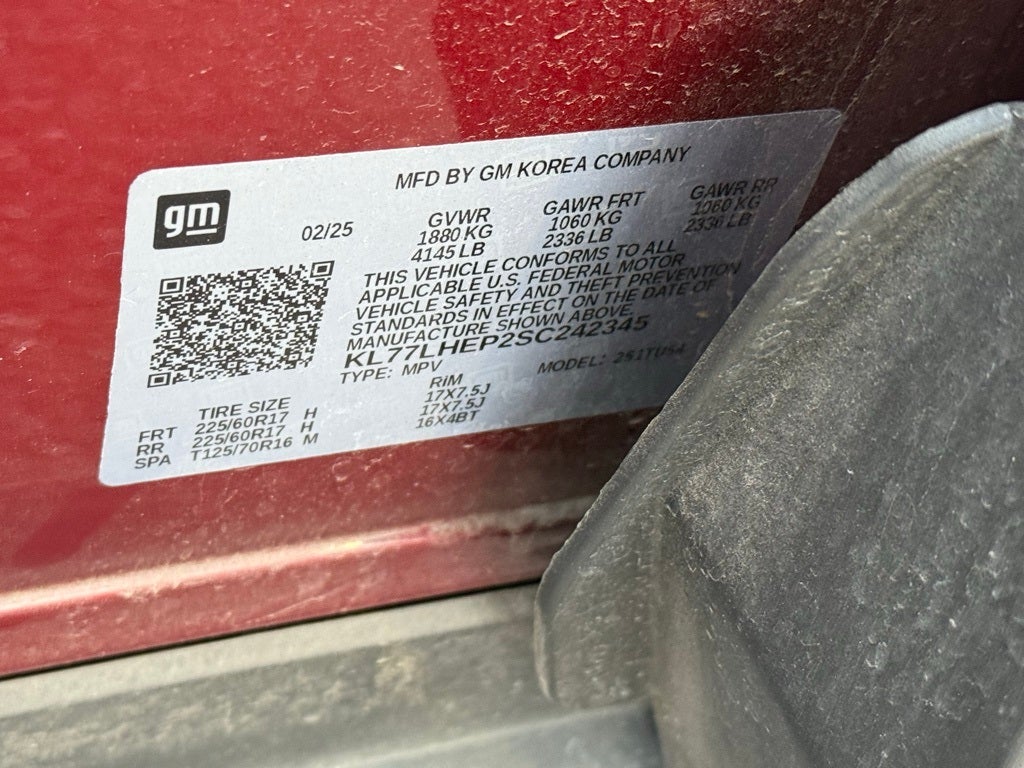 MFD BY GM KOREA COMPANY
gm
02/25
GVWR GAWR FRT GAWR RR
1880 KG 1060 KG 1060 KG
4145 LB 2336 LB 2336 LB
THIS VEHICLE CONFORMS TO ALL
APPLICABLE U.S. FEDERAL MOTOR
VEHICLE SAFETY AND THEFT PREVENTION
STANDARDS IN EFFECT ON THE DATE OF
MANUFACTURE SHOWN ABOVE.
KL77LHEP2SC242345
TYPE: MPV MODEL:
TIRE SIZE RIM
FRT 225/60R17 H 17X7.5J
RR 225/60R17 H 17X7.5J
SPA T125/70R16 M 16X4BT